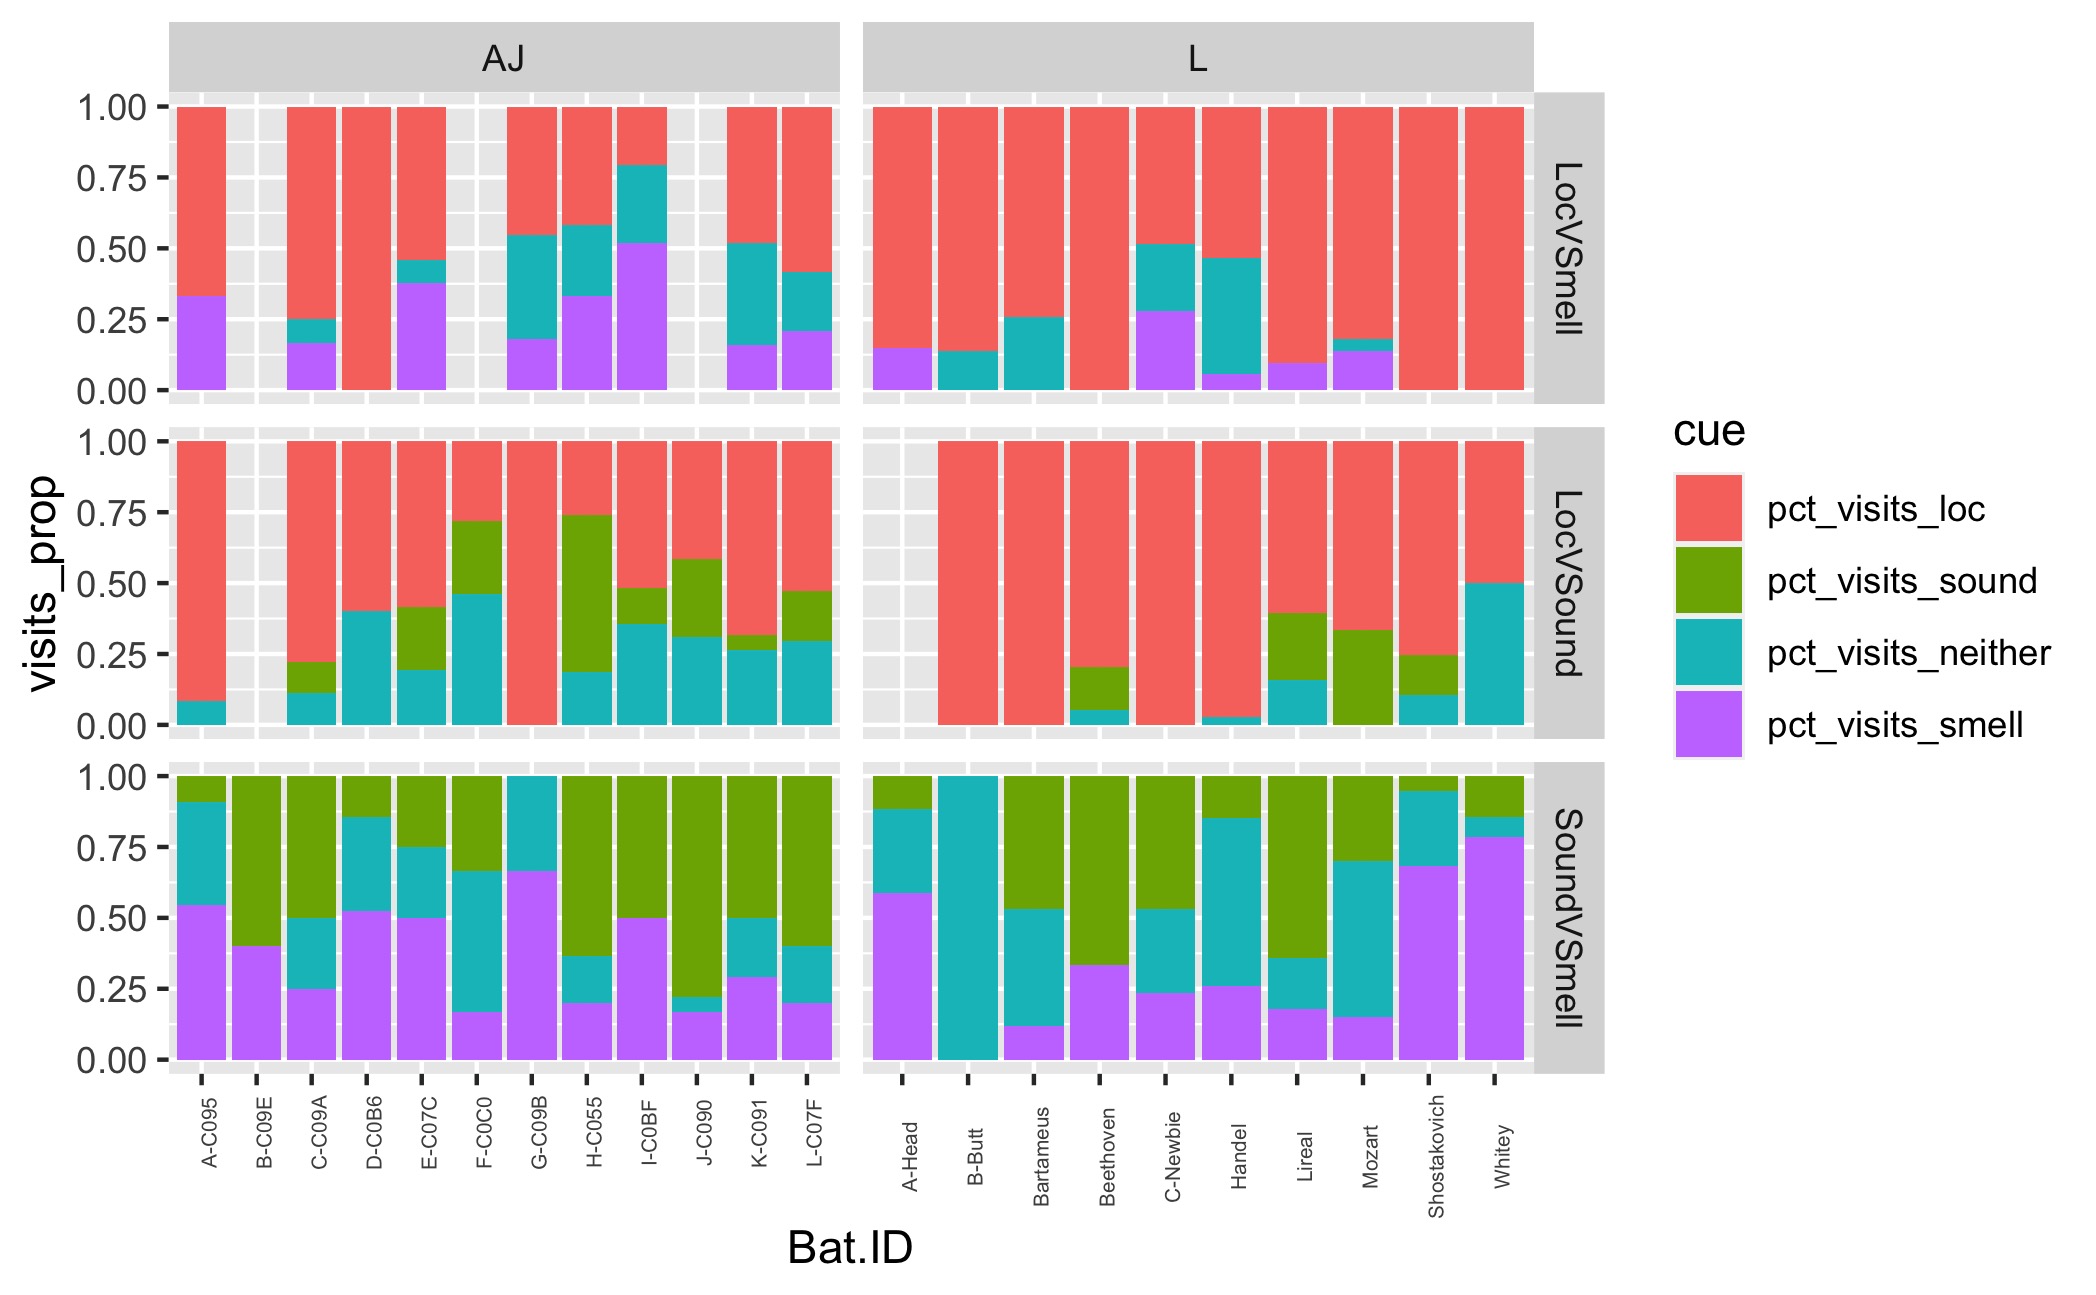 AJ
L
1.00
0.75
0.50
0.25
0.00
LocVSmell
1.00
0.75
0.50
0.25
0.00
LocVSound
1.00
0.75
0.50
0.25
0.00
SoundVSmell
visits_prop
A-C095
B-C09E
C-C09A
D-C0B6
E-C07C
F-C0C0
G-C09B
H-C055
I-C0BF
J-C090
K-C091
L-C07F
A-Head
B-Butt
Bartameus
Beethoven
C-Newbie
Handel
Lireal
Mozart
Shostakovich
Whitey
Bat.ID
cue
pct_visits_loc
pct_visits_sound
pct_visits_neither
pct_visits_smell